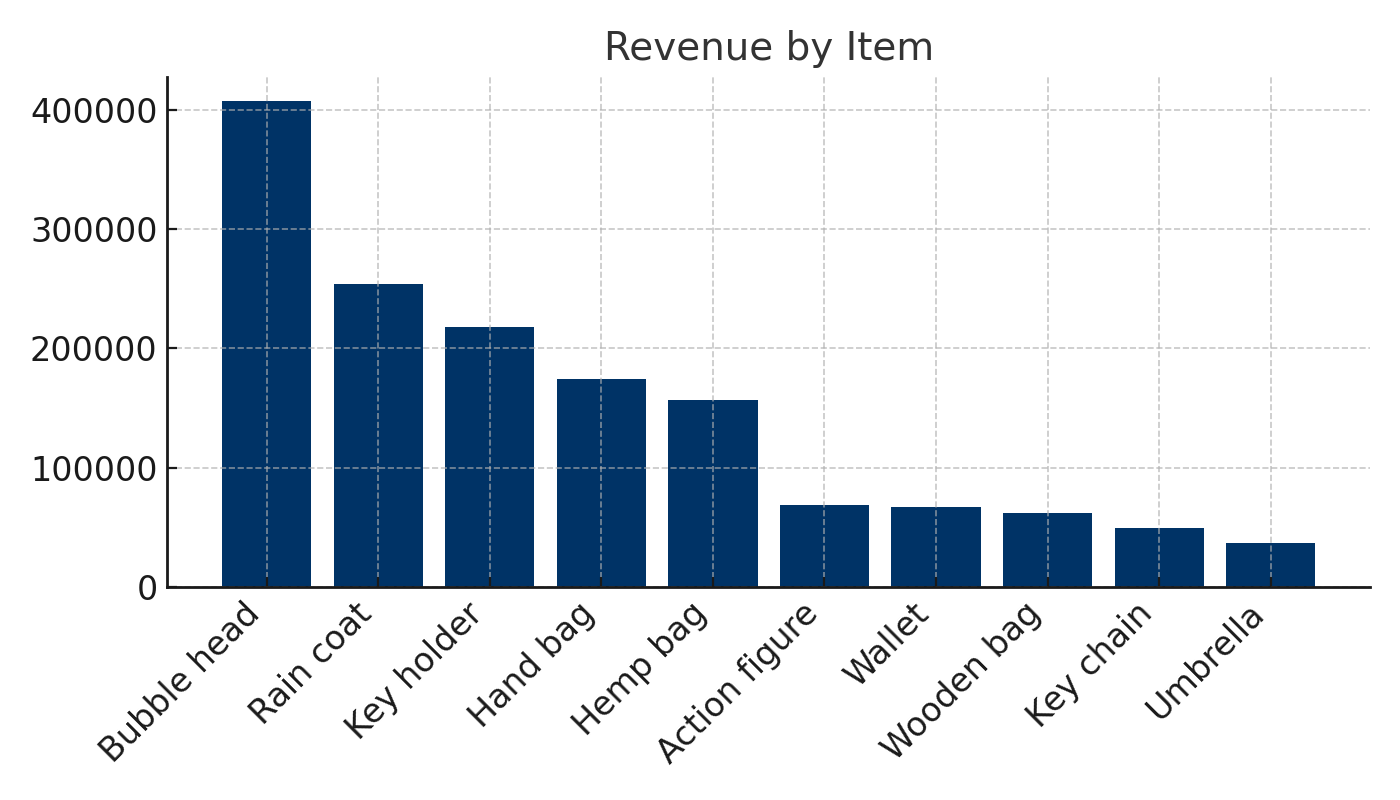 Revenue by Item
400000
300000
200000
100000
0
Bubble head
Rain coat
Key holder
Hand bag
Hemp bag
Action figure
Wallet
Wooden bag
Key chain
Umbrella